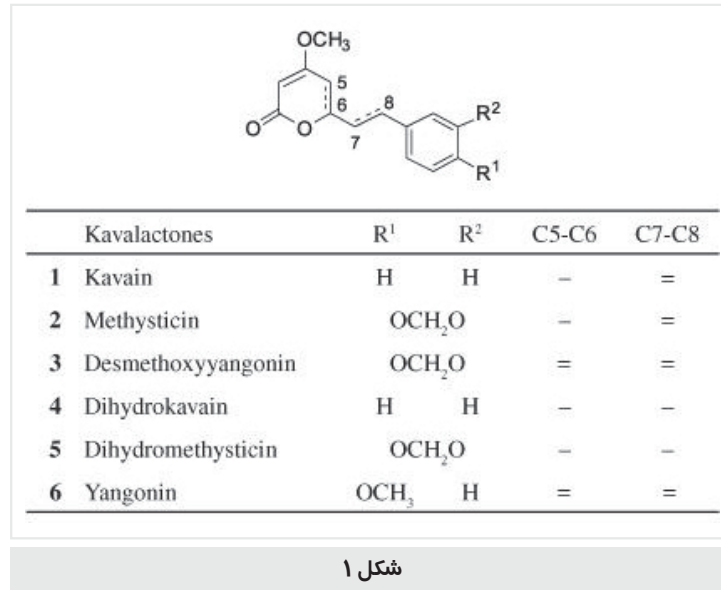 OCH₃
5
6
8
7
O
O
R²
R¹
Kavalactones R¹ R² C5-C6 C7-C8
1 Kavain H H – =
2 Methysticin OCH₂O – =
3 Desmethoxyyangonin OCH₂O = =
4 Dihydrokavain H H – –
5 Dihydromethysticin OCH₂O – –
6 Yangonin OCH₃ H = =
شکل ۱